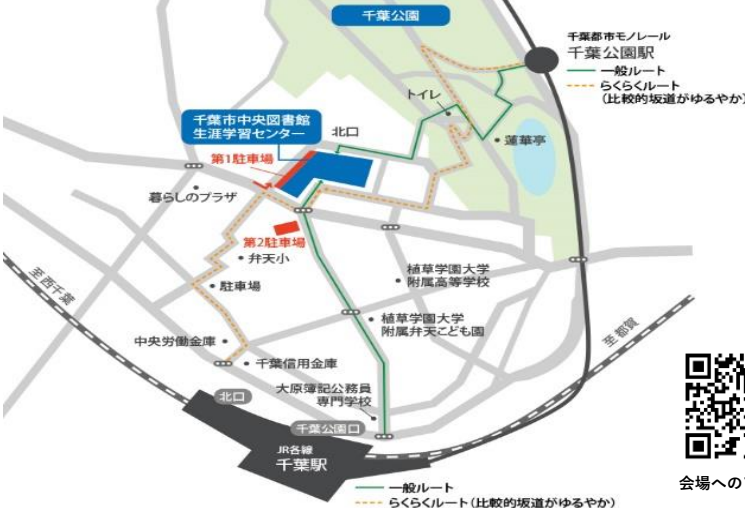 千葉公園
千葉都市モノレール
千葉公園駅
一般ルート
らくらくルート
(比較的坂道がゆるやか)
トイレ
千葉市中央図書館
生涯学習センター
北口
蓮華亭
第1駐車場
暮らしのプラザ
第2駐車場
弁天小
植草学園大学
附属高等学校
至西千葉
駐車場
植草学園大学
附属弁天こども園
至都賀
中央労働金庫
千葉信用金庫
大原簿記公務員
専門学校
北口
千葉公園口
JR各線
千葉駅
会場への
一般ルート
らくらくルート(比較的坂道がゆるやか)